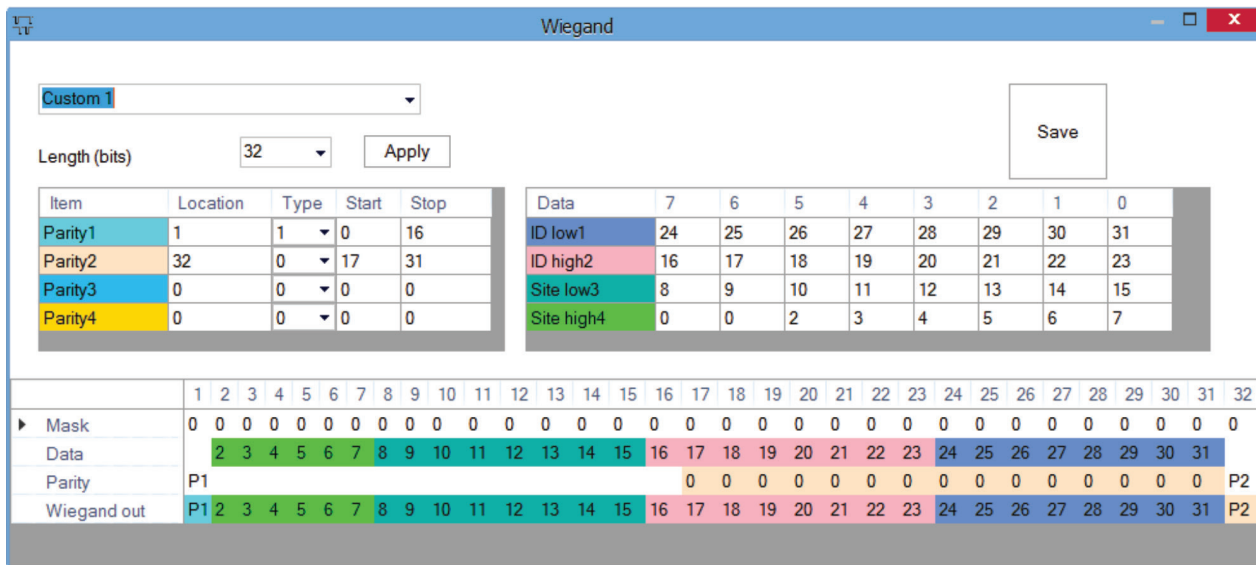 Wiegand
Custom 1
Save
Length (bits) 32 Apply
Item Location Type Start Stop
Parity1 1 1 0 16
Parity2 32 0 17 31
Parity3 0 0 0 0
Parity4 0 0 0 0
Data 7 6 5 4 3 2 1 0
ID low1 24 25 26 27 28 29 30 31
ID high2 16 17 18 19 20 21 22 23
Site low3 8 9 10 11 12 13 14 15
Site high4 0 0 2 3 4 5 6 7
1 2 3 4 5 6 7 8 9 10 11 12 13 14 15 16 17 18 19 20 21 22 23 24 25 26 27 28 29 30 31 32
Mask 0 0 0 0 0 0 0 0 0 0 0 0 0 0 0 0 0 0 0 0 0 0 0 0 0 0 0 0 0 0 0 0
Data 2 3 4 5 6 7 8 9 10 11 12 13 14 15 16 17 18 19 20 21 22 23 24 25 26 27 28 29 30 31
Parity P1 0 0 0 0 0 0 0 0 0 0 0 0 0 0 0 P2
Wiegand out P1 2 3 4 5 6 7 8 9 10 11 12 13 14 15 16 17 18 19 20 21 22 23 24 25 26 27 28 29 30 31 P2